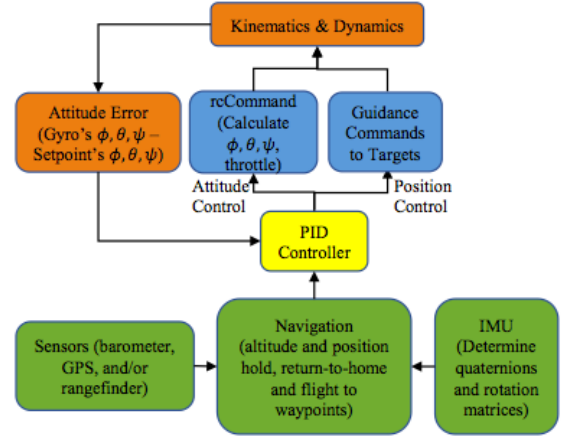 Kinematics & Dynamics
Attitude Error
(Gyro's ϕ, θ, ψ –
Setpoint's ϕ, θ, ψ)
rcCommand
(Calculate
ϕ, θ, ψ,
throttle)
Guidance
Commands
to Targets
Attitude
Control
Position
Control
PID
Controller
Sensors (barometer,
GPS, and/or
rangefinder)
Navigation
(altitude and position
hold, return-to-home
and flight to
waypoints)
IMU
(Determine
quaternions
and rotation
matrices)